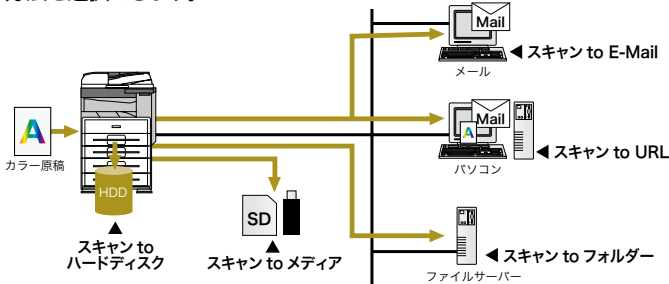 Mail
◀ スキャン to E-Mail
メール
A
カラー原稿
Mail
A
◀ スキャン to URL
パソコン
HDD
SD
▲
スキャン to
ハードディスク
▲
スキャン to メディア
◀ スキャン to フォルダー
ファイルサーバー